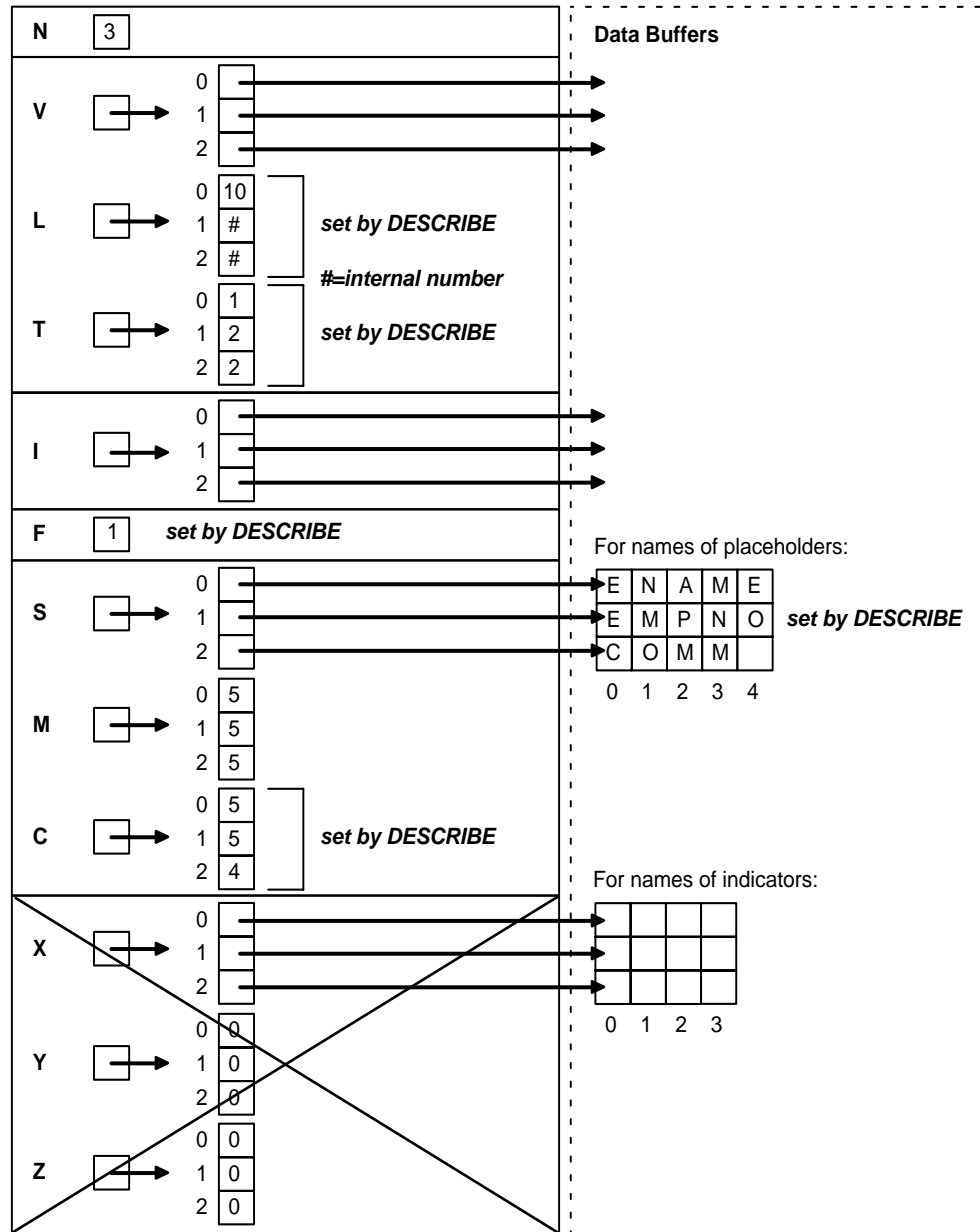 N 3
Data Buffers
V
0
1
2
L
0 10
1 #
2 #
set by DESCRIBE
#=internal number
T
0 1
1 2
2 2
set by DESCRIBE
I
0
1
2
F 1 set by DESCRIBE
For names of placeholders:
S
0
1
2
E N A M E
E M P N O
C O M M
set by DESCRIBE
0 1 2 3 4
M
0 5
1 5
2 5
C
0 5
1 5
2 4
set by DESCRIBE
For names of indicators:
X
0
1
2
0 1 2 3
Y
0 0
1 0
2 0
Z
0 0
1 0
2 0